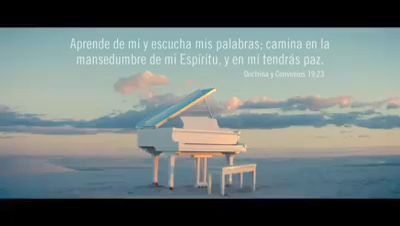 Aprende de mí y escucha mis palabras; camina en la
mansedumbre de mi Espíritu, y en mí tendrás paz.
Doctrina y Convenios 19:23